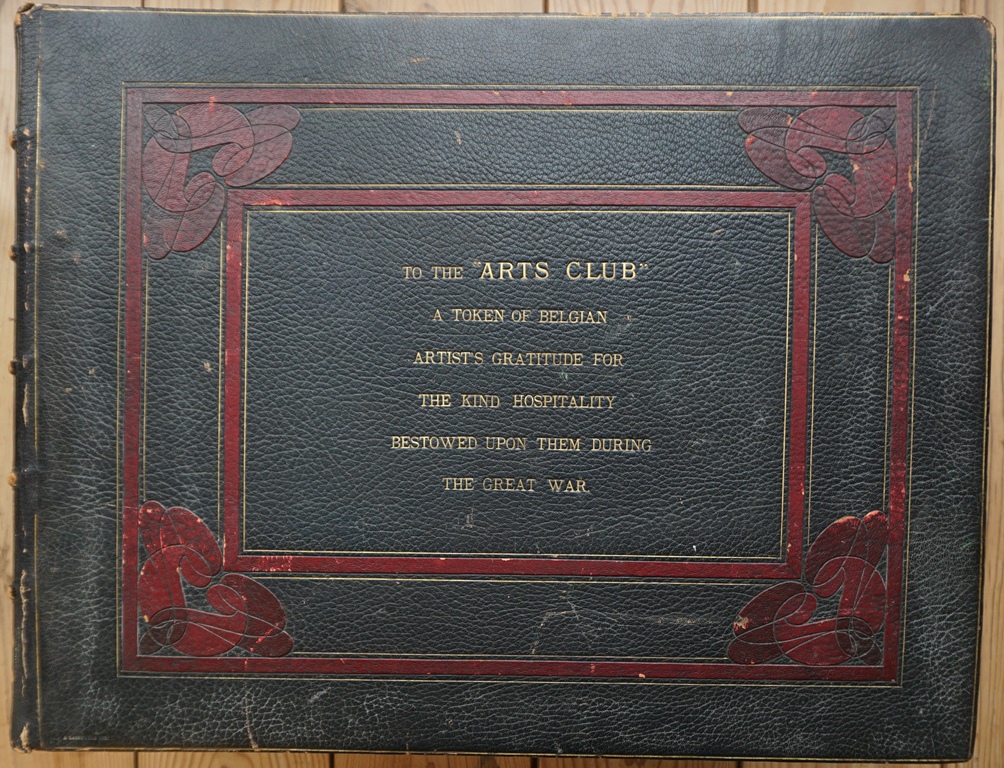 TO THE "ARTS CLUB"
A TOKEN OF BELGIAN
ARTIST'S GRATITUDE FOR
THE KIND HOSPITALITY
BESTOWED UPON THEM DURING
THE GREAT WAR.